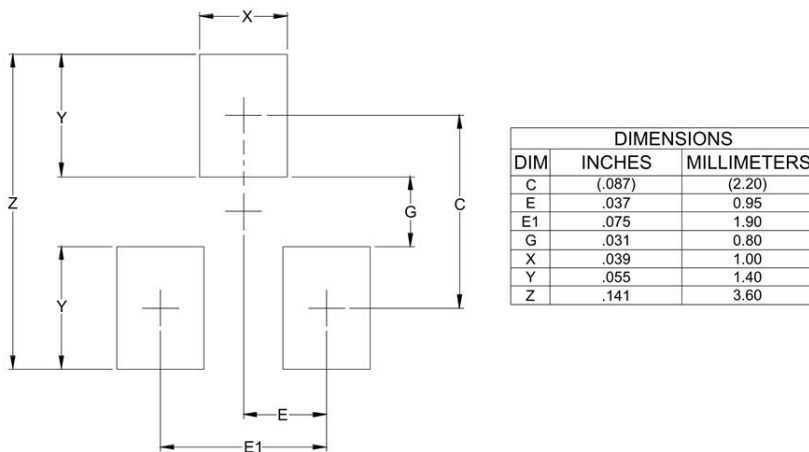 X
Y
Z
G
C
Y
E
E1
DIMENSIONS
DIM INCHES MILLIMETERS
C (.087) (2.20)
E .037 0.95
E1 .075 1.90
G .031 0.80
X .039 1.00
Y .055 1.40
Z .141 3.60